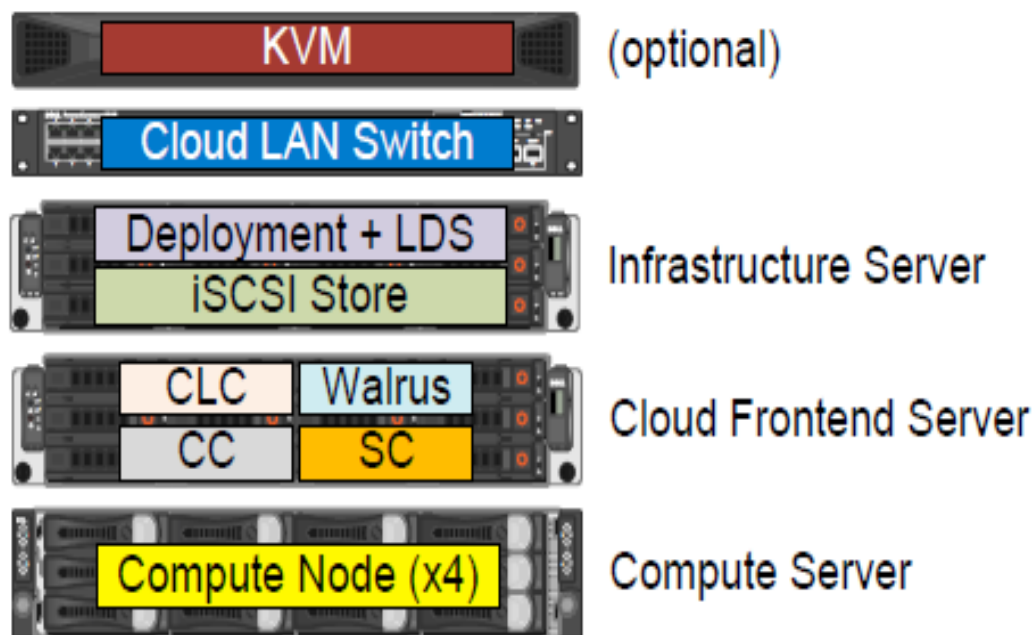 KVM (optional)
Cloud LAN Switch
Deployment + LDS
iSCSI Store
Infrastructure Server
CLC Walrus
CC SC
Cloud Frontend Server
Compute Node (x4) Compute Server